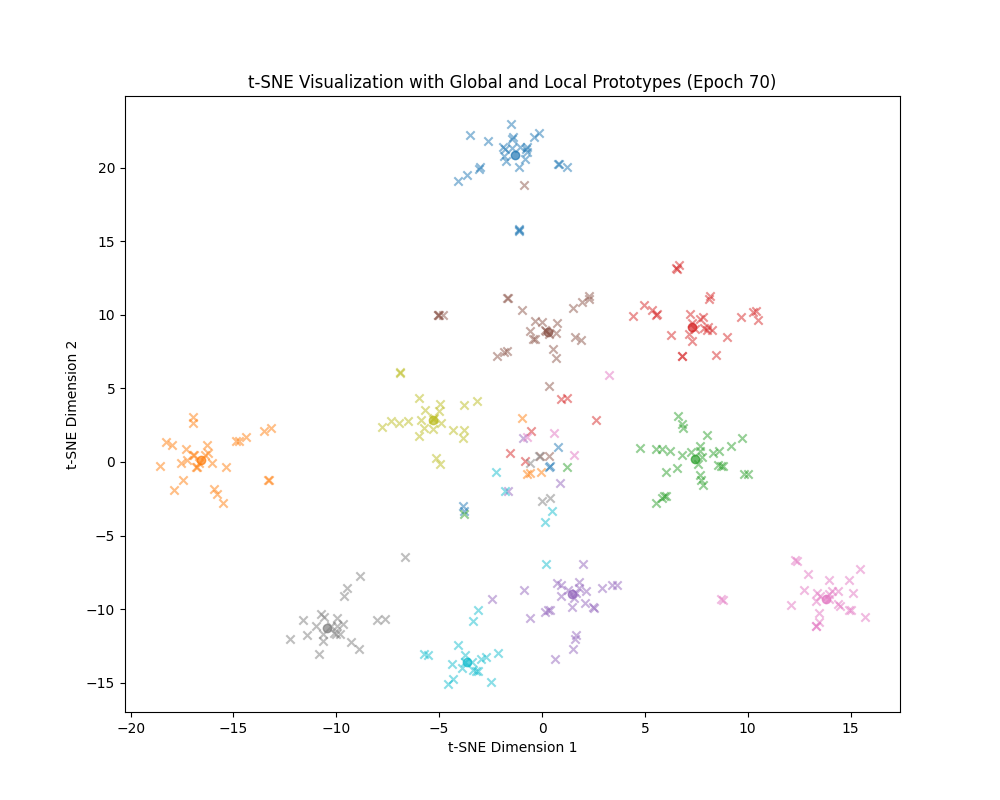 t-SNE Visualization with Global and Local Prototypes (Epoch 70)
t-SNE Dimension 2
20
15
10
5
0
−5
−10
−15
−20 −15 −10 −5 0 5 10 15
t-SNE Dimension 1